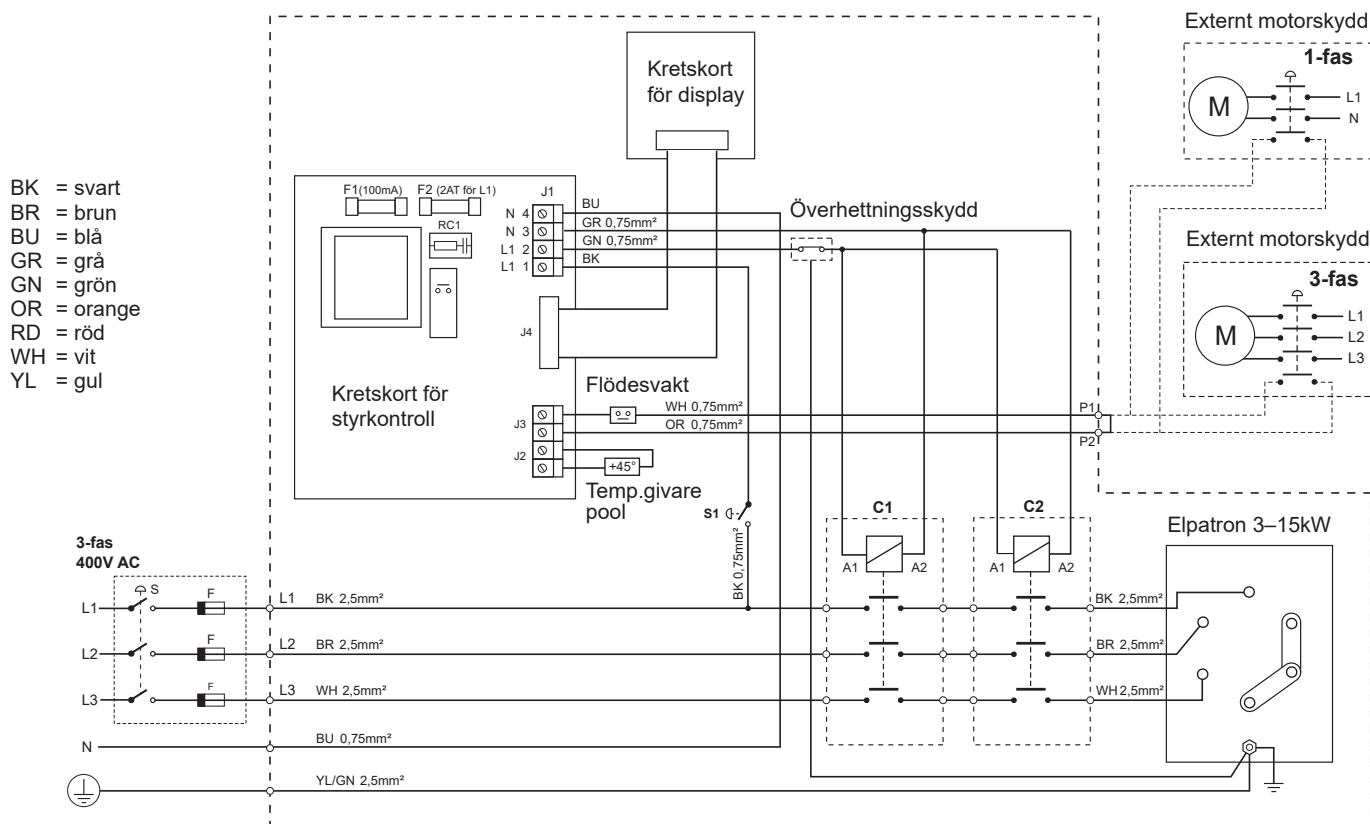 Externt motorskydd
1-fas
M
L1
N
Kretskort
för display
BK = svart
BR = brun
BU = blå
GR = grå
GN = grön
OR = orange
RD = röd
WH = vit
YL = gul
F1(100mA)
F2 (2AT för L1)
J1
RC1
N 4
N 3
L1 2
L1 1
BU
GR 0,75mm²
GN 0,75mm²
BK
Överhettningsskydd
Externt motorskydd
3-fas
M
L1
L2
L3
J4
Kretskort för
styrkontroll
Flödesvakt
J3
WH 0,75mm²
OR 0,75mm²
P1
P2
J2
+45°
Temp.givare
pool
S1
BK 0,75mm²
C1
A1
A2
C2
A1
A2
Elpatron 3–15kW
3-fas
400V AC
S
F
L1
L1
BK 2,5mm²
BK 2,5mm²
F
L2
L2
BR 2,5mm²
BR 2,5mm²
F
L3
L3
WH 2,5mm²
WH 2,5mm²
N
BU 0,75mm²
YL/GN 2,5mm²